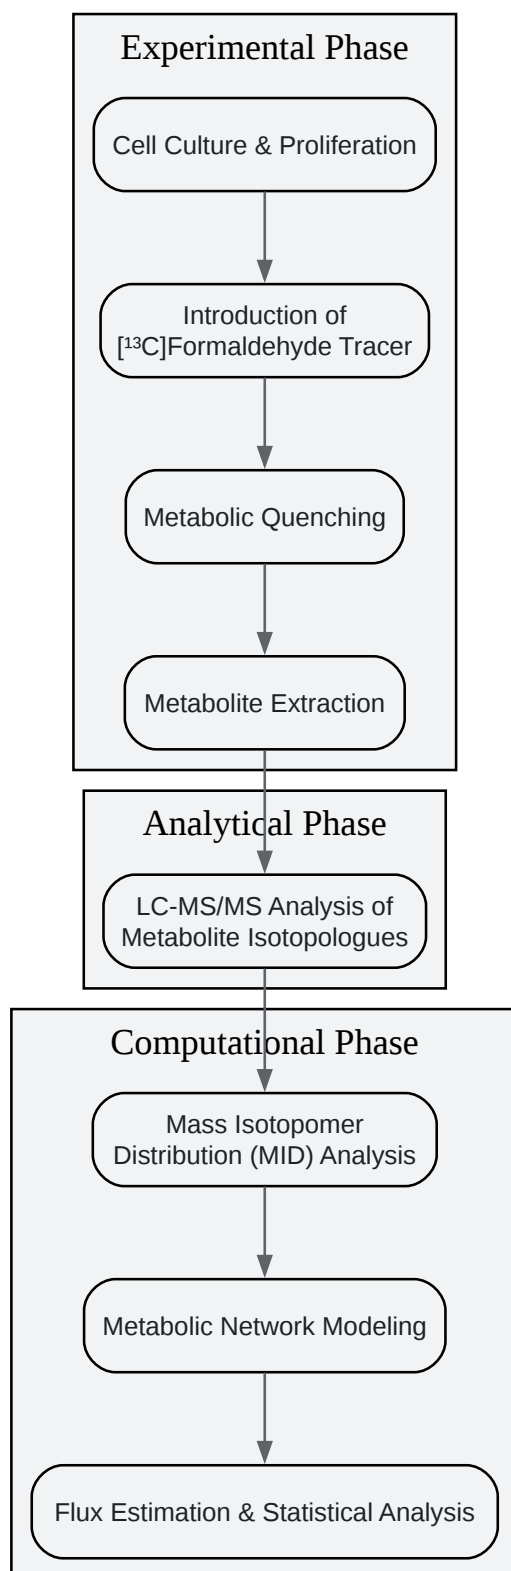 Experimental Phase
Cell Culture & Proliferation
Introduction of
[¹³C]Formaldehyde Tracer
Metabolic Quenching
Metabolite Extraction
Analytical Phase
LC-MS/MS Analysis of
Metabolite Isotopologues
Computational Phase
Mass Isotopomer
Distribution (MID) Analysis
Metabolic Network Modeling
Flux Estimation & Statistical Analysis